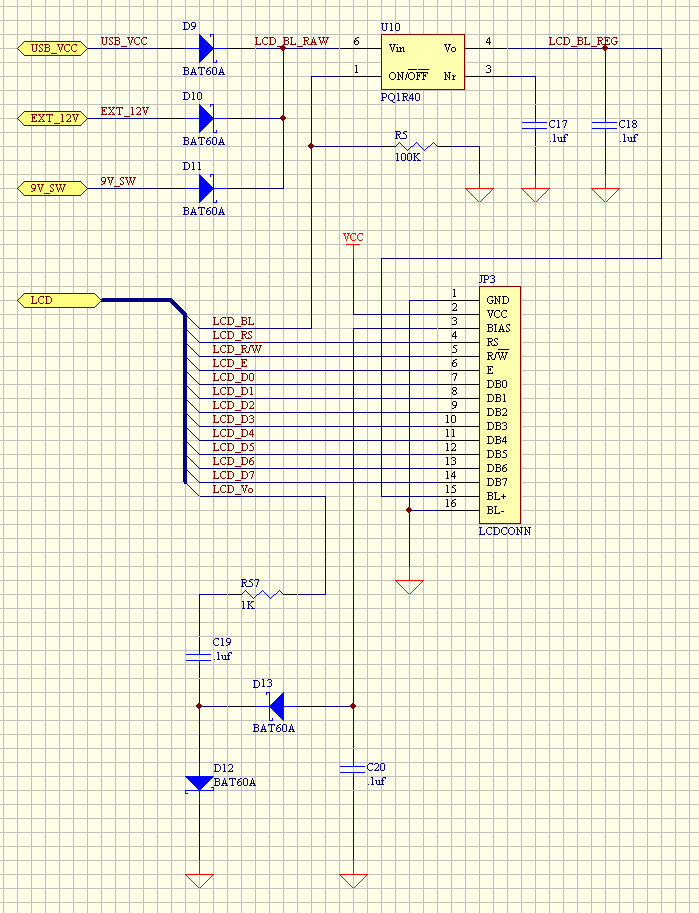 D9
U10
USB_VCC USB_VCC LCD_BL_RAW 6 Vin Vo 4 LCD_BL_REG
BAT60A 1 ON/OFF Nr 3
D10 PQ1R40
EXT_12V EXT_12V C17 C18
.1uf .1uf
BAT60A R5
100K
D11
9V_SW 9V_SW
BAT60A
VCC
JP3
LCD 1 GND
2 VCC
LCD_BL 3 BIAS
LCD_RS 4 RS
LCD_R/W 5 R/W
LCD_E 6 E
LCD_D0 7 DB0
LCD_D1 8 DB1
LCD_D2 9 DB2
LCD_D3 10 DB3
LCD_D4 11 DB4
LCD_D5 12 DB5
LCD_D6 13 DB6
LCD_D7 14 DB7
LCD_Vo 15 BL+
16 BL-
LCDCONN
R57
1K
C19
.1uf
D13
BAT60A
D12 C20
BAT60A .1uf